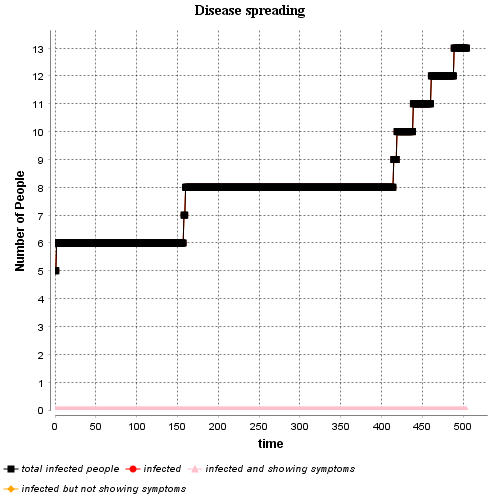 Disease spreading
13
12
11
10
9
8
7
6
5
4
3
2
1
0
Number of People
0 50 100 150 200 250 300 350 400 450 500
time
total infected people infected infected and showing symptoms
infected but not showing symptoms